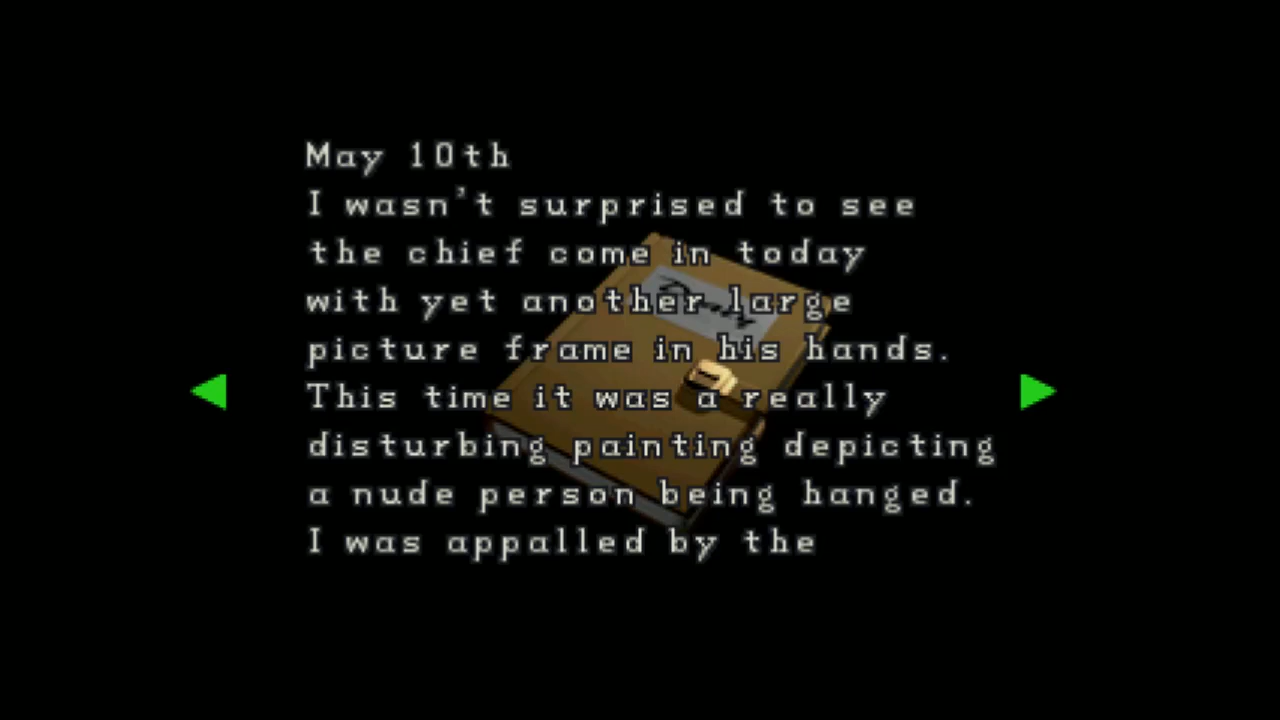 May 10th
I wasn't surprised to see
the chief come in today
with yet another large
picture frame in his hands.
This time it was a really
disturbing painting depicting
a nude person being hanged.
I was appalled by the
Diary